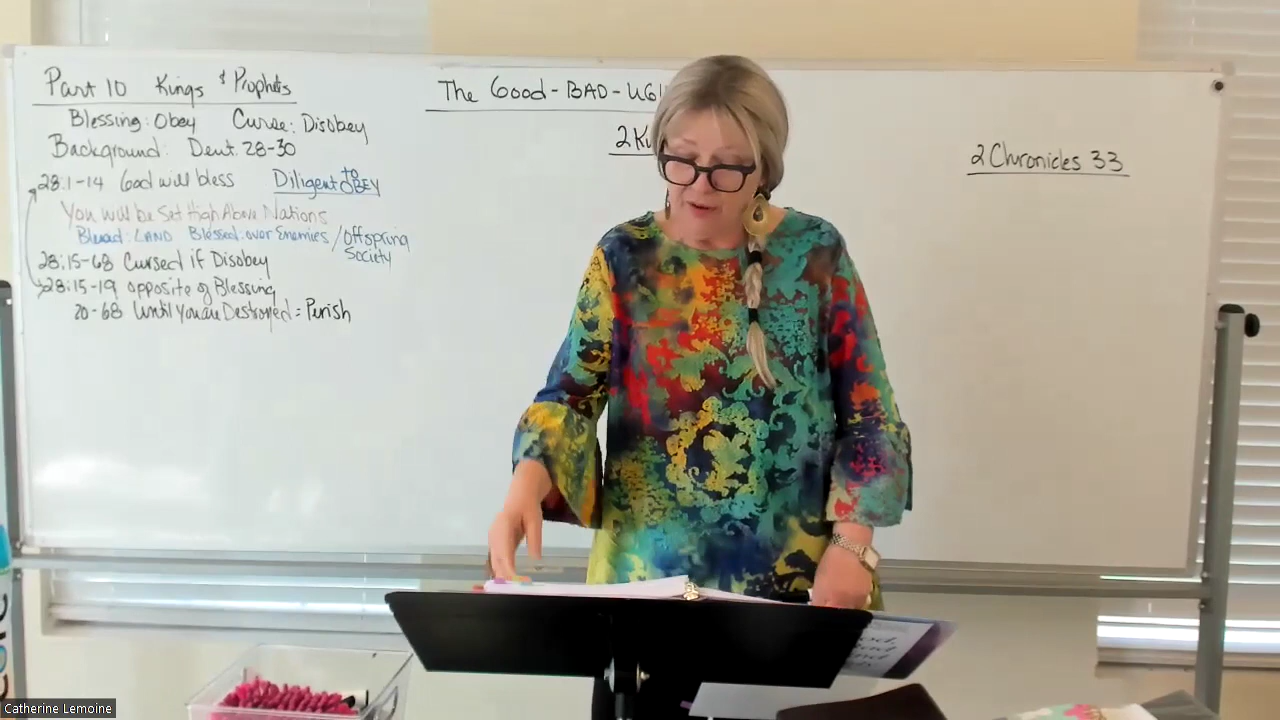 Part 10 Kings & Prophets
Blessing: Obey Curse: Disobey
Background: Deut. 28-30
28:1-14 God will bless Diligent to OBEY
You will be Set High Above Nations
Blessed: LAND Blessed: over Enemies / Offspring
Society
28:15-68 Cursed if Disobey
28:15-19 opposite of Blessing
20-68 Until You are Destroyed = Perish
The Good - BAD -
2 Chronicles 33
Catherine Lemoine